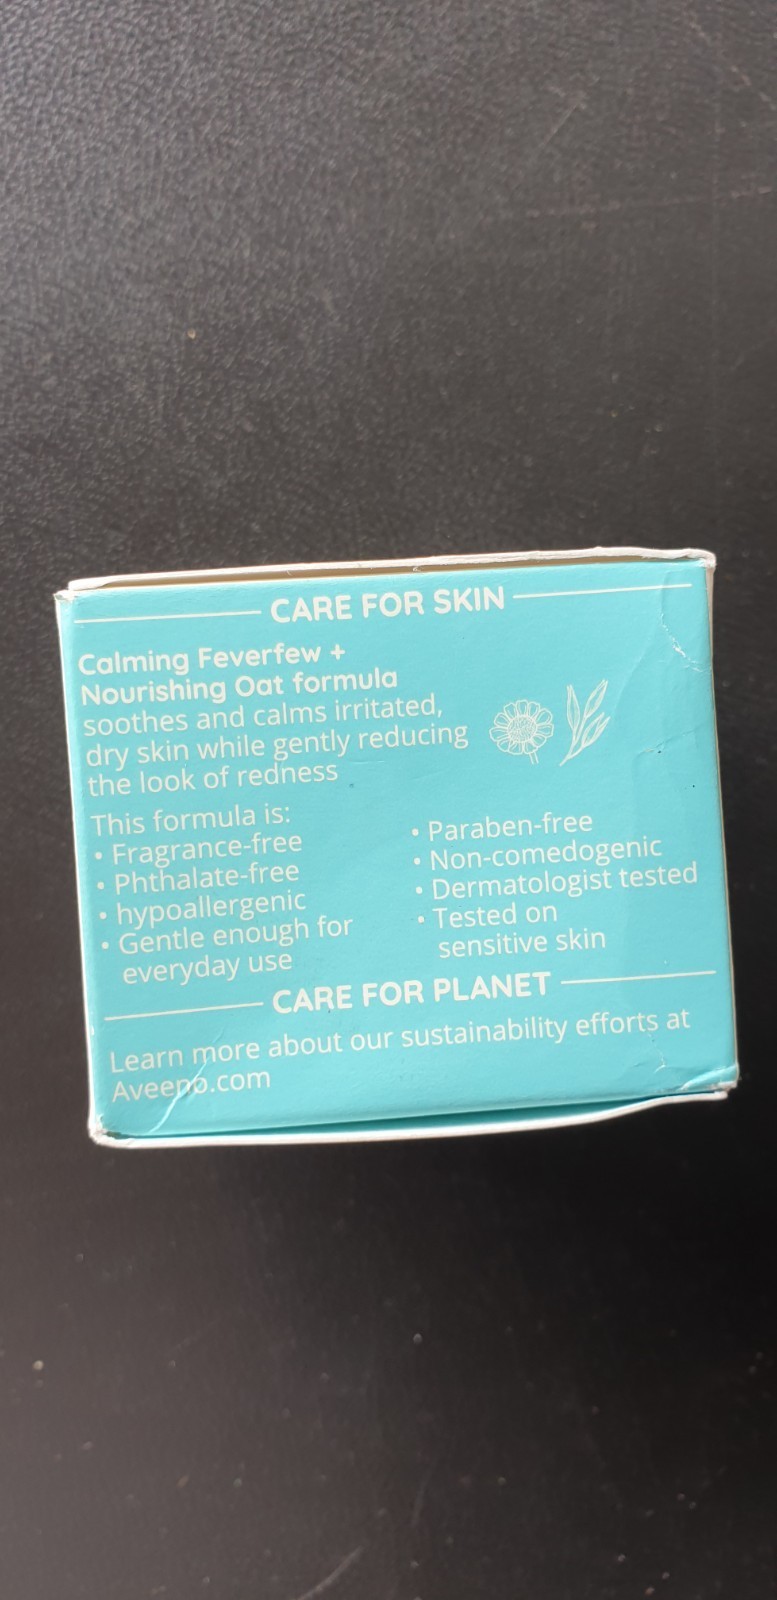 CARE FOR SKIN
Calming Feverfew +
Nourishing Oat formula
soothes and calms irritated,
dry skin while gently reducing
the look of redness
This formula is:
• Fragrance-free
• Phthalate-free
• hypoallergenic
• Gentle enough for
everyday use
• Paraben-free
• Non-comedogenic
• Dermatologist tested
• Tested on
sensitive skin
CARE FOR PLANET
Learn more about our sustainability efforts at
Aveeno.com